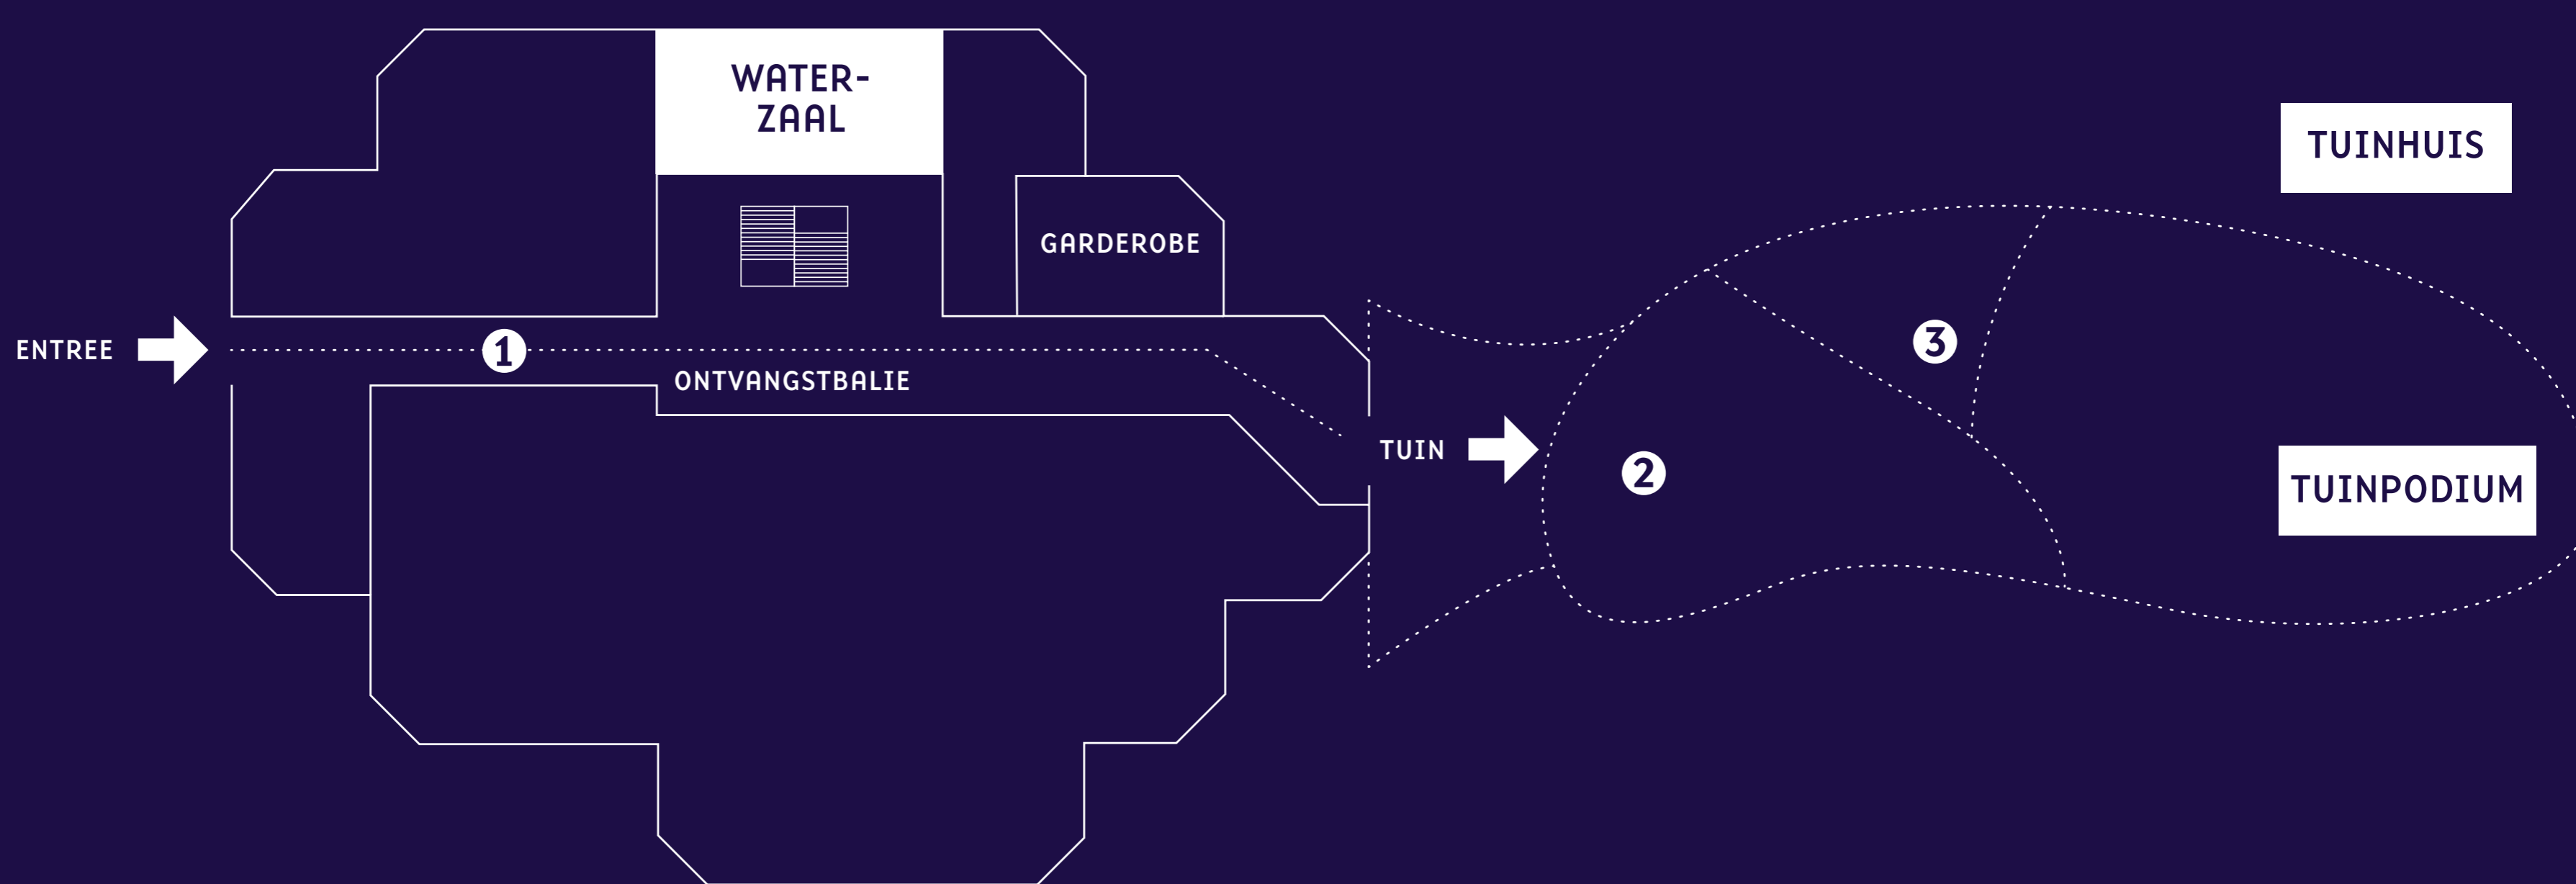 WATER-
ZAAL
TUINHUIS
GARDEROBE
ENTREE
1
3
ONTVANGSTBALIE
TUIN
2
TUINPODIUM